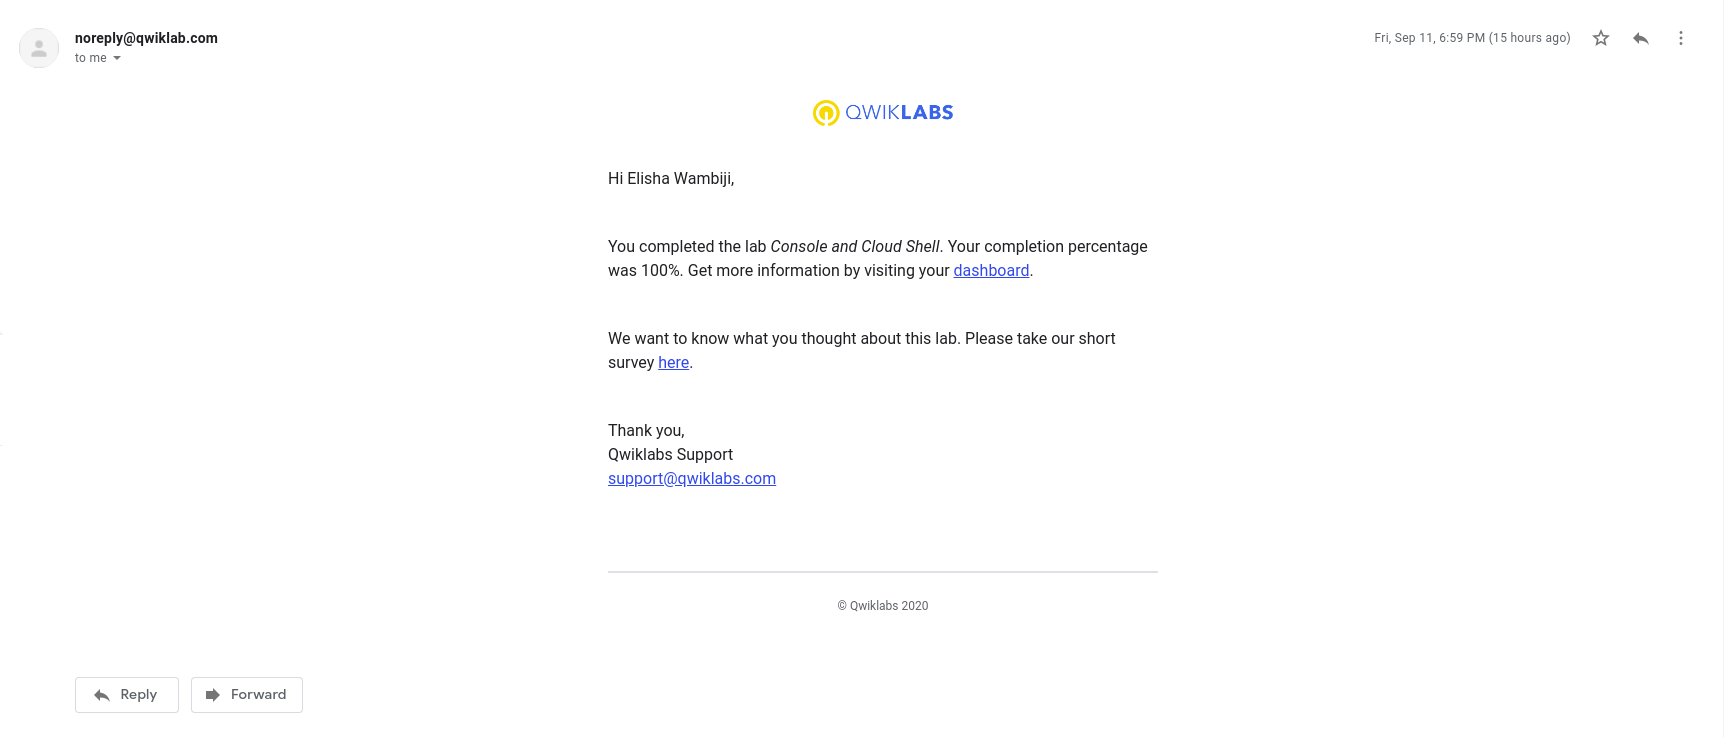 noreply@qwiklab.com
Fri, Sep 11, 6:59 PM (15 hours ago)
to me
QWIKLABS
Hi Elisha Wambiji,
You completed the lab Console and Cloud Shell. Your completion percentage
was 100%. Get more information by visiting your dashboard.
We want to know what you thought about this lab. Please take our short
survey here.
Thank you,
Qwiklabs Support
support@qwiklabs.com
© Qwiklabs 2020
Reply
Forward